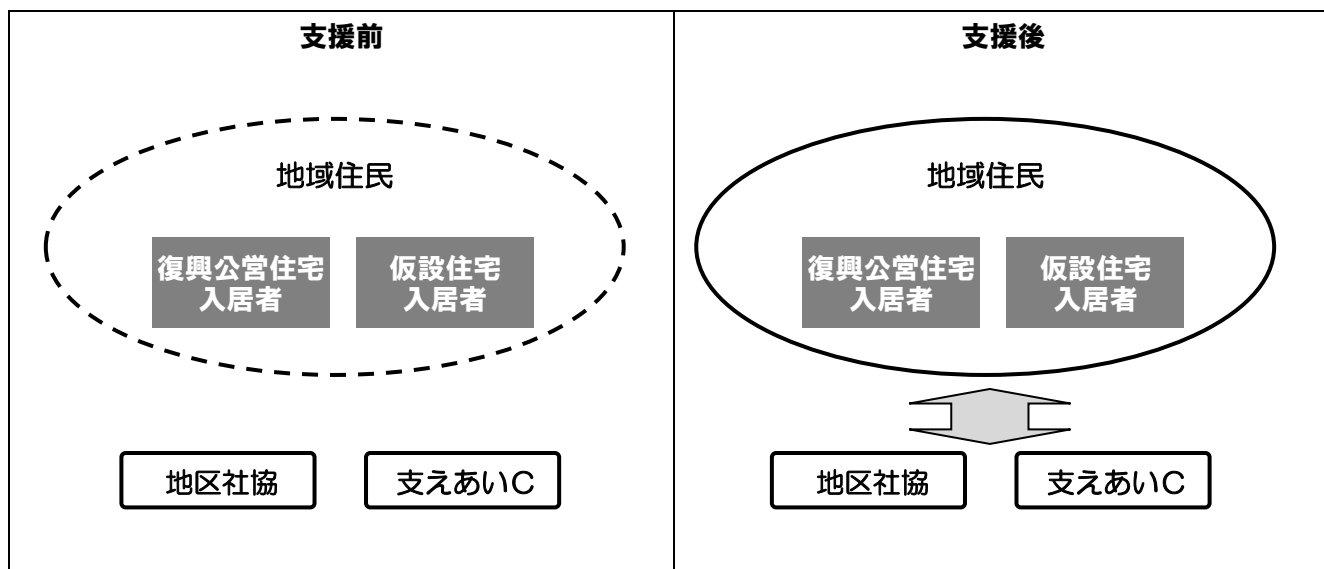 支援前
地域住民
復興公営住宅
入居者
仮設住宅
入居者
地区社協
支えあいC
支援後
地域住民
復興公営住宅
入居者
仮設住宅
入居者
地区社協
支えあいC